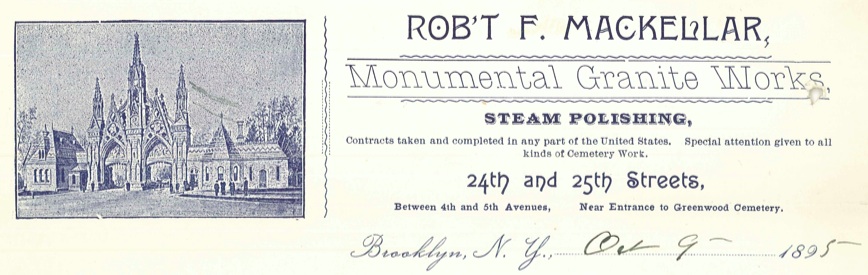 ROB'T F. MACKELLAR,
Monumental Granite Works,
STEAM POLISHING,
Contracts taken and completed in any part of the United States. Special attention given to all
kinds of Cemetery Work.
24th and 25th Streets,
Between 4th and 5th Avenues, Near Entrance to Greenwood Cemetery.
Brooklyn, N. Y., Oct 9 1895